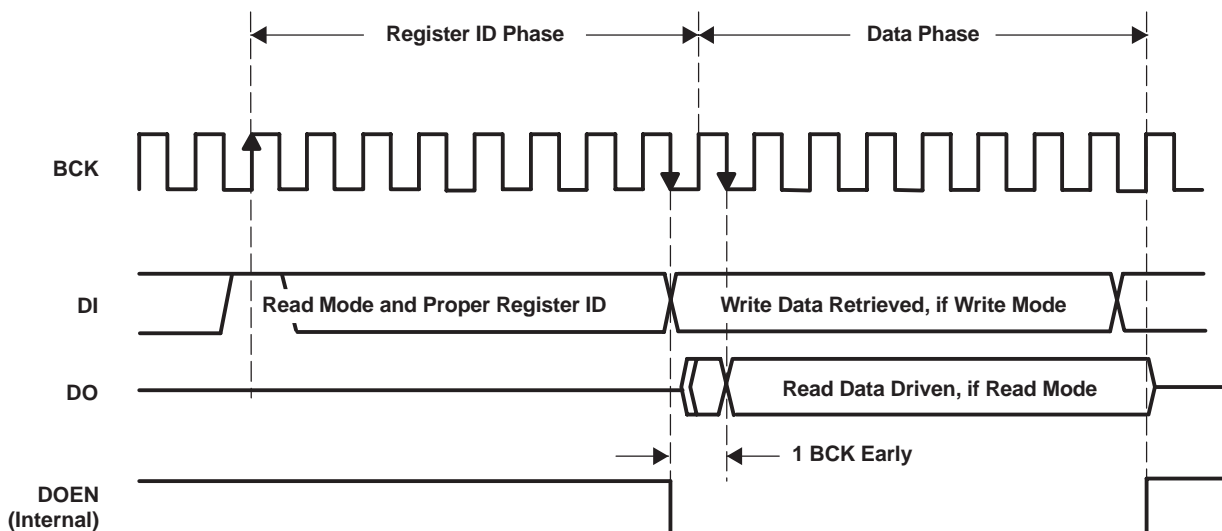 Register ID Phase
Data Phase
BCK
DI
Read Mode and Proper Register ID
Write Data Retrieved, if Write Mode
DO
Read Data Driven, if Read Mode
1 BCK Early
DOEN
(Internal)